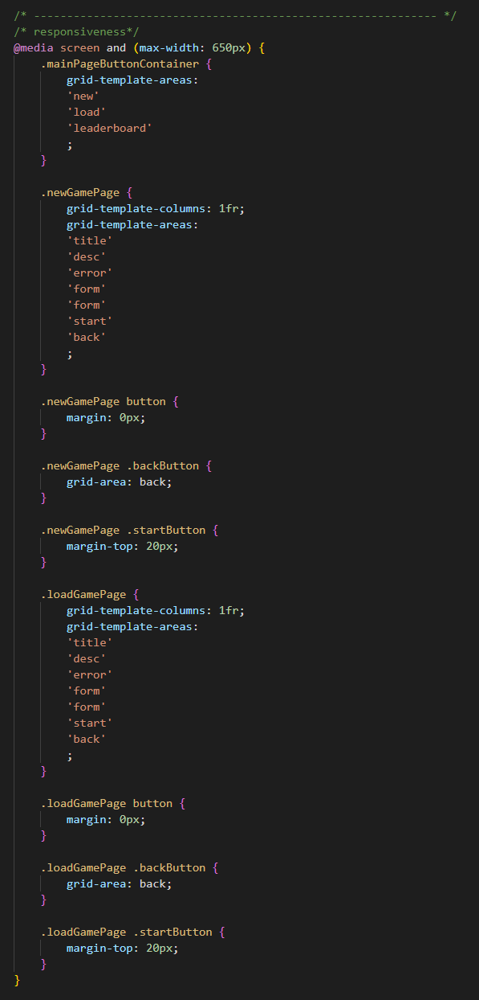 /* ------------------------------------------------------------- */
/* responsiveness*/
@media screen and (max-width: 650px) {
    .mainPageButtonContainer {
        grid-template-areas:
        'new'
        'load'
        'leaderboard'
        ;
    }

    .newGamePage {
        grid-template-columns: 1fr;
        grid-template-areas:
        'title'
        'desc'
        'error'
        'form'
        'form'
        'start'
        'back'
        ;
    }

    .newGamePage button {
        margin: 0px;
    }

    .newGamePage .backButton {
        grid-area: back;
    }

    .newGamePage .startButton {
        margin-top: 20px;
    }

    .loadGamePage {
        grid-template-columns: 1fr;
        grid-template-areas:
        'title'
        'desc'
        'error'
        'form'
        'form'
        'start'
        'back'
        ;
    }

    .loadGamePage button {
        margin: 0px;
    }

    .loadGamePage .backButton {
        grid-area: back;
    }

    .loadGamePage .startButton {
        margin-top: 20px;
    }
}